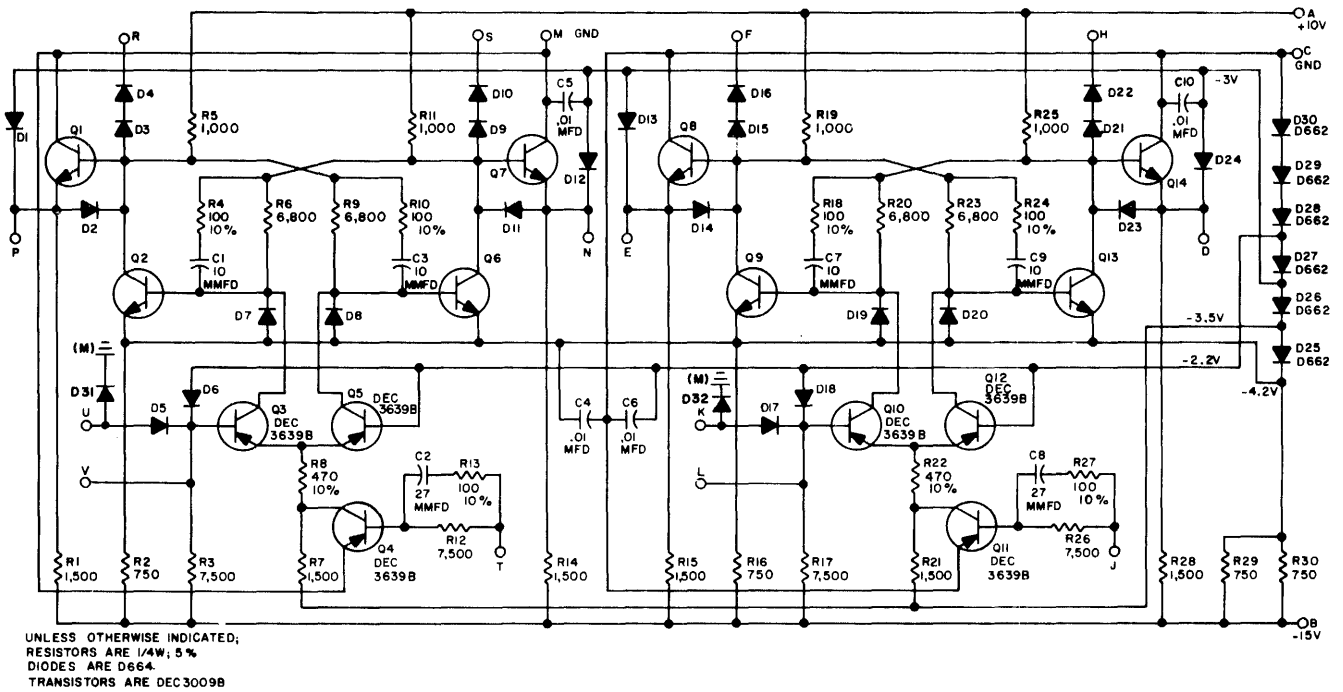 A
+10V
R
S
M GND
F
H
C
GND
-3V
D4
D10
C5
.01
MFD
D16
D22
C10
.01
MFD
D1
Q1
D3
R5
1,000
R11
1,000
D9
D13
Q8
D15
R19
1,000
R25
1,000
D21
D30
D662
Q7
D12
Q14
D24
D29
D662
R4
100
10%
R6
6,800
R9
6,800
R10
100
10%
R18
100
10%
R20
6,800
R23
6,800
R24
100
10%
D28
D662
D2
D11
D14
D23
P
N
E
D
Q2
C1
10
MMFD
C3
10
MMFD
Q6
Q9
C7
10
MMFD
C9
10
MMFD
Q13
D27
D662
D26
D662
D7
D8
D19
D20
-3.5V
(M)
(M)
D25
D662
-2.2V
D31
D6
D32
D18
-4.2V
U
D5
Q3
DEC
3639B
Q5
DEC
3639B
C4
.01
MFD
C6
.01
MFD
K
D17
Q10
DEC
3639B
Q12
DEC
3639B
V
R8
470
10%
C2
27
MMFD
R13
100
10%
L
R22
470
10%
C8
27
MMFD
R27
100
10%
R12
7,500
R26
7,500
R1
1,500
R2
750
R3
7,500
R7
1,500
Q4
DEC
3639B
T
R14
1,500
R15
1,500
R16
750
R17
7,500
R21
1,500
Q11
DEC
3639B
J
R28
1,500
R29
750
R30
750
B
-15V
UNLESS OTHERWISE INDICATED;
RESISTORS ARE 1/4W; 5%
DIODES ARE D664.
TRANSISTORS ARE DEC3009B